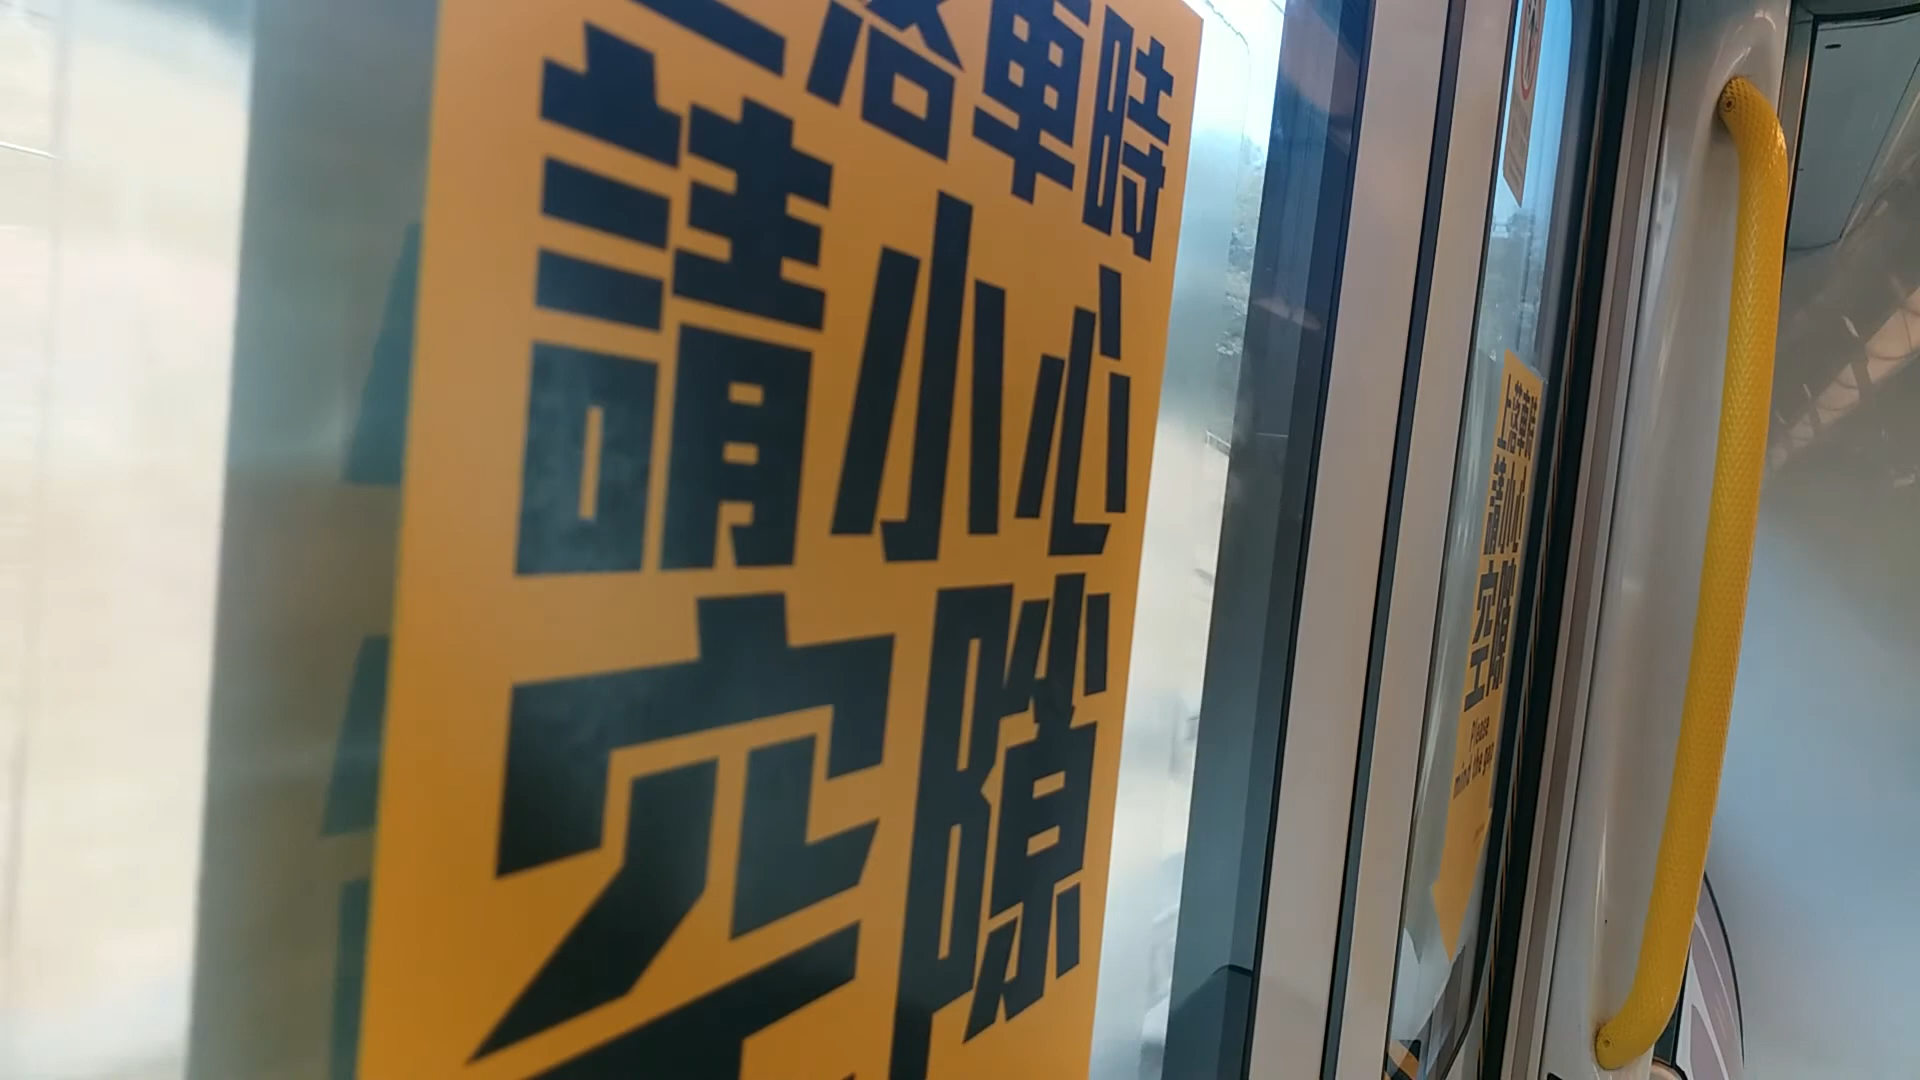 上落車時
請小心
空隙
上落車時
請小心
空隙
Please
mind the gap